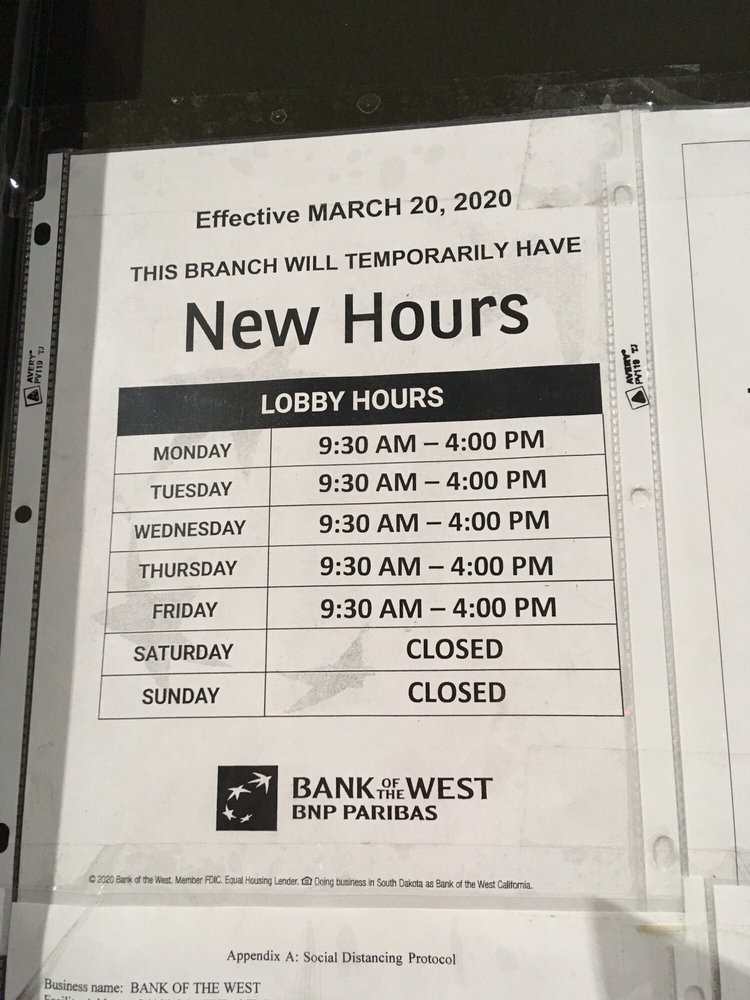 Effective MARCH 20, 2020
THIS BRANCH WILL TEMPORARILY HAVE
New Hours
LOBBY HOURS
MONDAY 9:30 AM – 4:00 PM
TUESDAY 9:30 AM – 4:00 PM
WEDNESDAY 9:30 AM – 4:00 PM
THURSDAY 9:30 AM – 4:00 PM
FRIDAY 9:30 AM – 4:00 PM
SATURDAY CLOSED
SUNDAY CLOSED
AVERY® PV119 TJ
AVERY® PV119 TJ
BANK OF THE WEST
BNP PARIBAS
© 2020 Bank of the West. Member FDIC. Equal Housing Lender. Doing business in South Dakota as Bank of the West California.
Appendix A: Social Distancing Protocol
Business name: BANK OF THE WEST